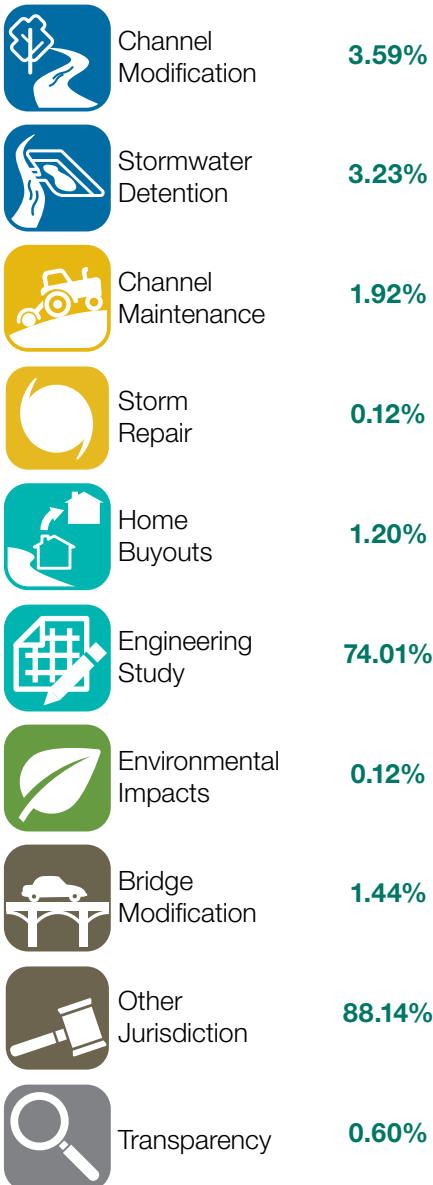 Channel
Modification
3.59%
Stormwater
Detention
3.23%
Channel
Maintenance
1.92%
Storm
Repair
0.12%
Home
Buyouts
1.20%
Engineering
Study
74.01%
Environmental
Impacts
0.12%
Bridge
Modification
1.44%
Other
Jurisdiction
88.14%
Transparency
0.60%